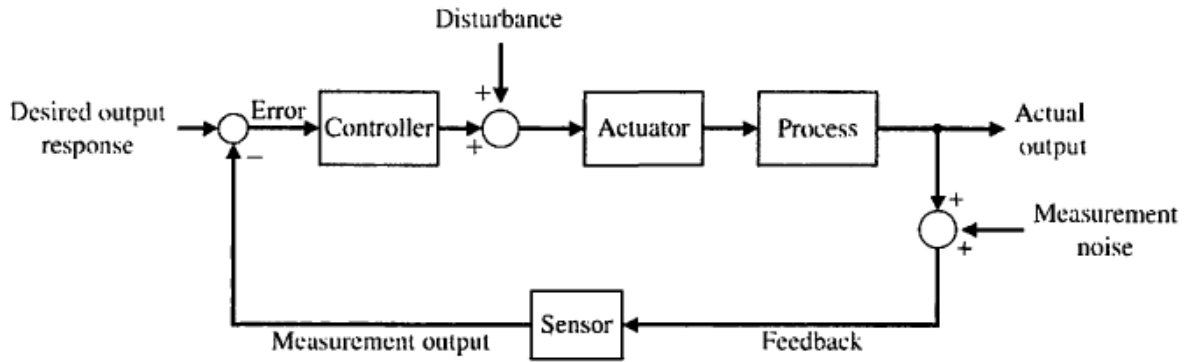 Disturbance
+
Desired output
response
Error
Controller
+
Actuator
Process
Actual
output
−
+
+
Measurement
noise
Sensor
Measurement output
Feedback